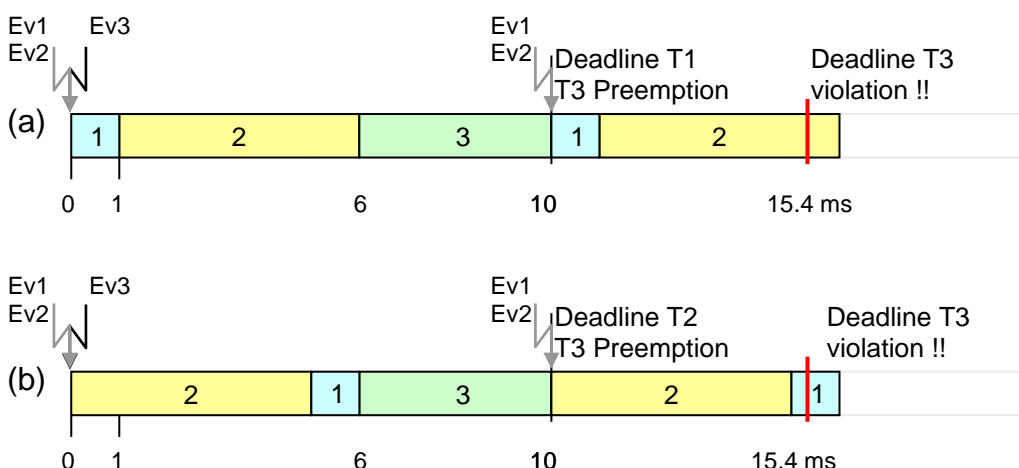 Ev1 Ev3 Ev1
Ev2 Ev2 Deadline T1 Deadline T3
T3 Preemption violation !!
(a) 1 2 3 1 2
0 1 6 10 15.4 ms
Ev1 Ev3 Ev1
Ev2 Ev2 Deadline T2 Deadline T3
T3 Preemption violation !!
(b) 2 1 3 2 1
0 1 6 10 15.4 ms